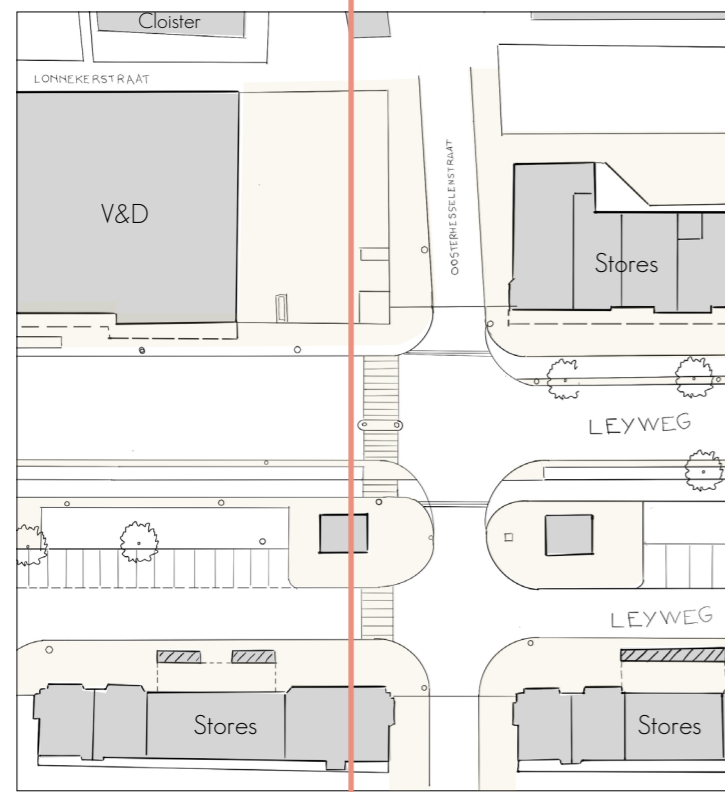 Cloister
LONNEKERSTRAAT
V&D
OOSTERHESSELENSTRAAT
Stores
LEYWEG
LEYWEG
Stores
Stores